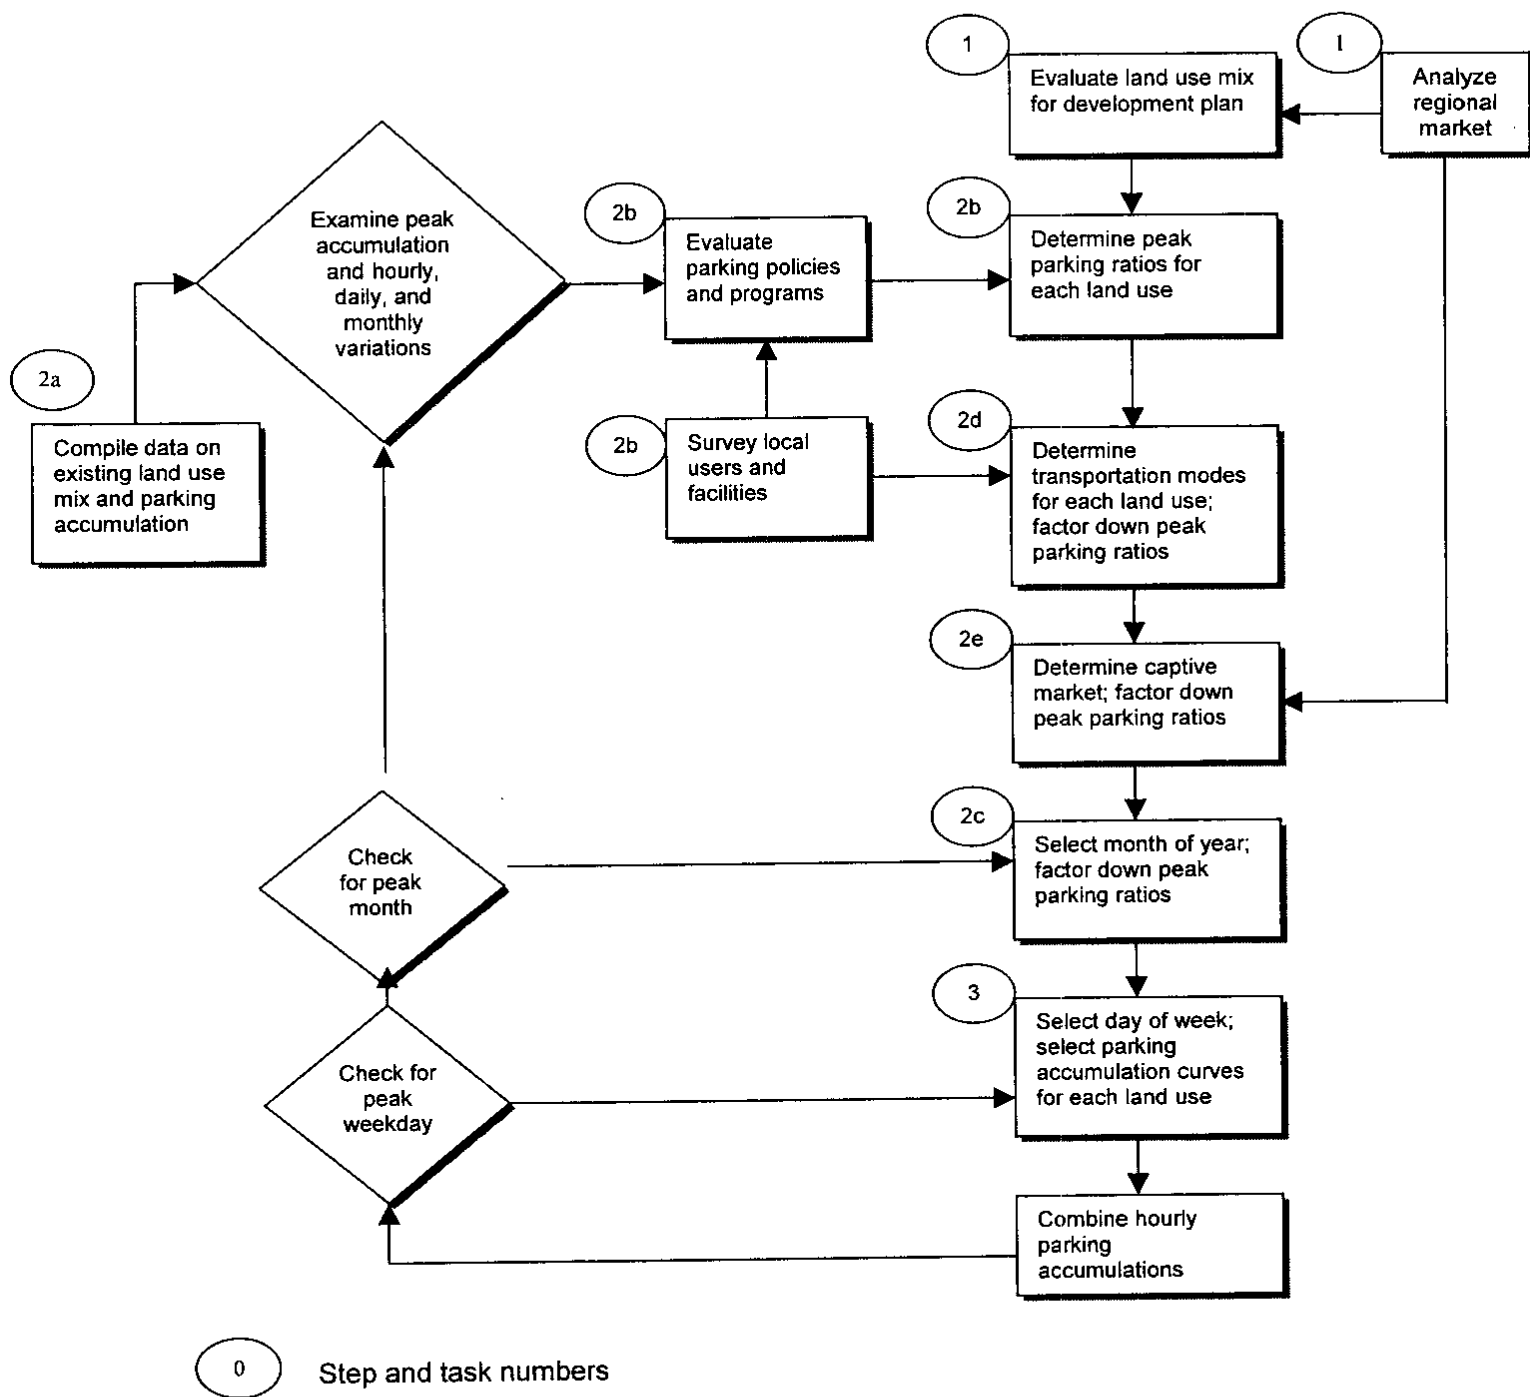 1
Evaluate land use mix
for development plan
1
Analyze
regional
market
Examine peak
accumulation
and hourly,
daily, and
monthly
variations
2b
Evaluate
parking policies
and programs
2b
Determine peak
parking ratios for
each land use
2a
Compile data on
existing land use
mix and parking
accumulation
2b
Survey local
users and
facilities
2d
Determine
transportation modes
for each land use;
factor down peak
parking ratios
2e
Determine captive
market; factor down
peak parking ratios
Check
for peak
month
2c
Select month of year;
factor down peak
parking ratios
Check for
peak
weekday
3
Select day of week;
select parking
accumulation curves
for each land use
Combine hourly
parking
accumulations
0
Step and task numbers